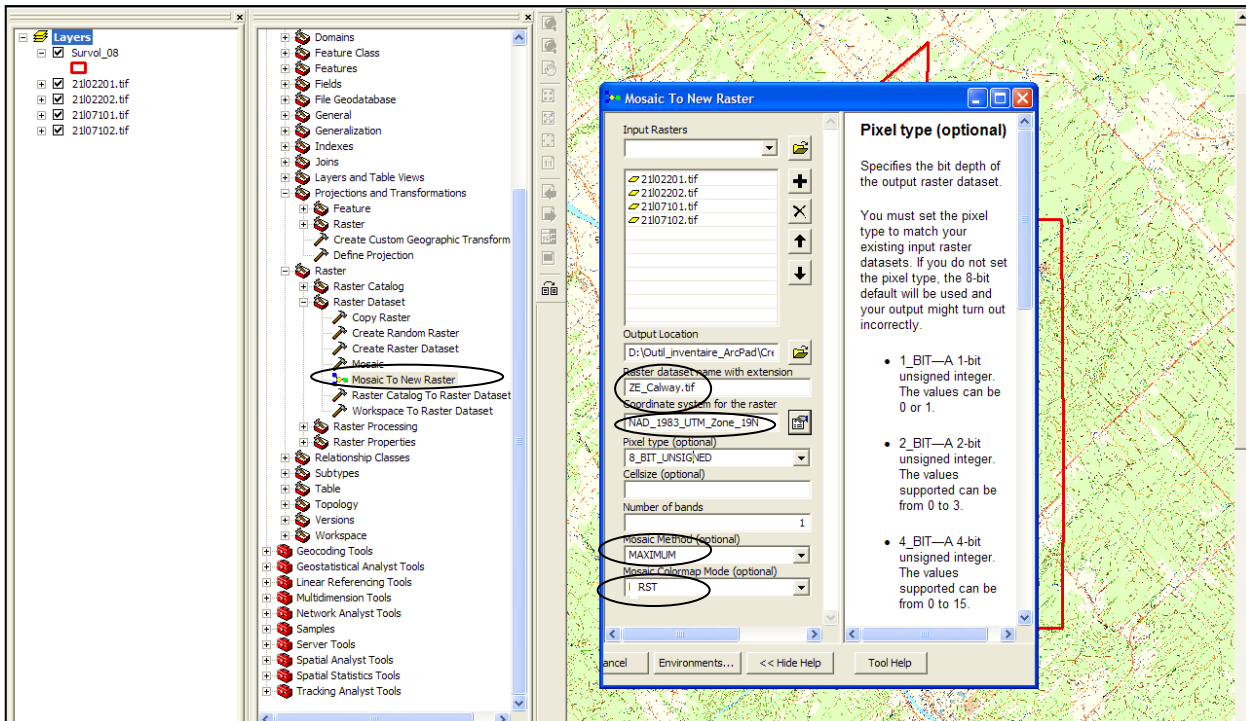 Layers
Survol_08
21l02201.tif
21l02202.tif
21l07101.tif
21l07102.tif
Domains
Feature Class
Features
Fields
File Geodatabase
General
Generalization
Indexes
Joins
Layers and Table Views
Projections and Transformations
Feature
Raster
Create Custom Geographic Transform
Define Projection
Raster
Raster Catalog
Raster Dataset
Copy Raster
Create Random Raster
Create Raster Dataset
Mosaic
Mosaic To New Raster
Raster Catalog To Raster Dataset
Workspace To Raster Dataset
Raster Processing
Raster Properties
Relationship Classes
Subtypes
Table
Topology
Versions
Workspace
Geocoding Tools
Geostatistical Analyst Tools
Linear Referencing Tools
Multidimension Tools
Network Analyst Tools
Samples
Server Tools
Spatial Analyst Tools
Spatial Statistics Tools
Tracking Analyst Tools
Mosaic To New Raster
Input Rasters
21l02201.tif
21l02202.tif
21l07101.tif
21l07102.tif
Output Location
D:\Outil_inventaire_ArcPad\Cre
Raster dataset name with extension
ZE_Calway.tif
Coordinate system for the raster
NAD_1983_UTM_Zone_19N
Pixel type (optional)
8_BIT_UNSIGNED
Cellsize (optional)
Number of bands
1
Mosaic Method (optional)
MAXIMUM
Mosaic Colormap Mode (optional)
RST
ancel
Environments...
<< Hide Help
Tool Help
Pixel type (optional)
Specifies the bit depth of
the output raster dataset.
You must set the pixel
type to match your
existing input raster
datasets. If you do not set
the pixel type, the 8-bit
default will be used and
your output might turn out
incorrectly.
• 1_BIT—A 1-bit
unsigned integer.
The values can be
0 or 1.
• 2_BIT—A 2-bit
unsigned integer.
The values
supported can be
from 0 to 3.
• 4_BIT—A 4-bit
unsigned integer.
The values
supported can be
from 0 to 15.